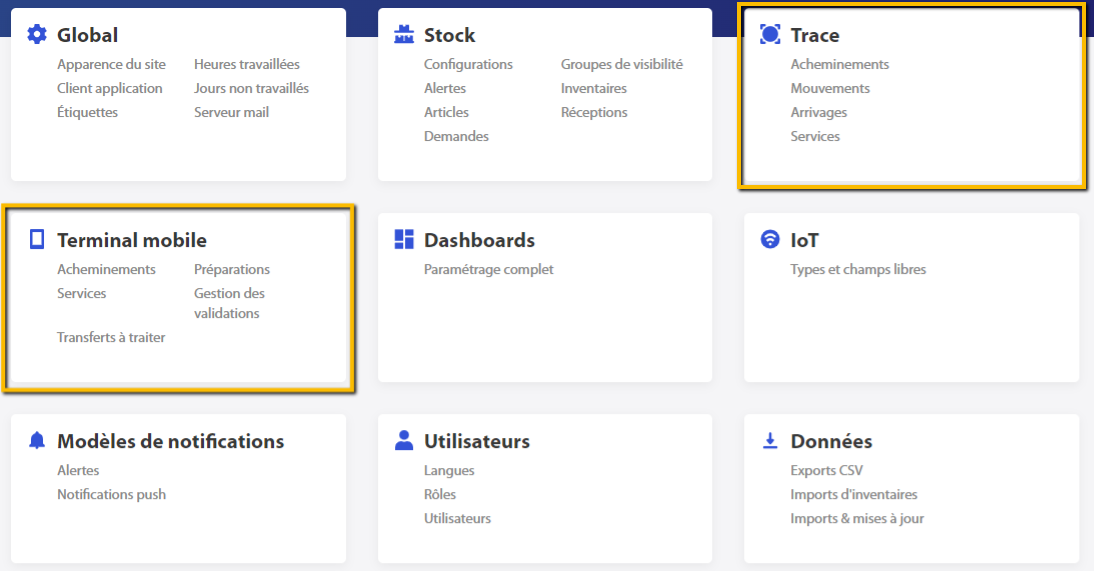 Global
Apparence du site
Heures travaillées
Client application
Jours non travaillés
Étiquettes
Serveur mail
Stock
Configurations
Groupes de visibilité
Alertes
Inventaires
Articles
Réceptions
Demandes
Trace
Acheminements
Mouvements
Arrivages
Services
Terminal mobile
Acheminements
Préparations
Services
Gestion des
validations
Transferts à traiter
Dashboards
Paramétrage complet
IoT
Types et champs libres
Modèles de notifications
Alertes
Notifications push
Utilisateurs
Langues
Rôles
Utilisateurs
Données
Exports CSV
Imports d'inventaires
Imports & mises à jour